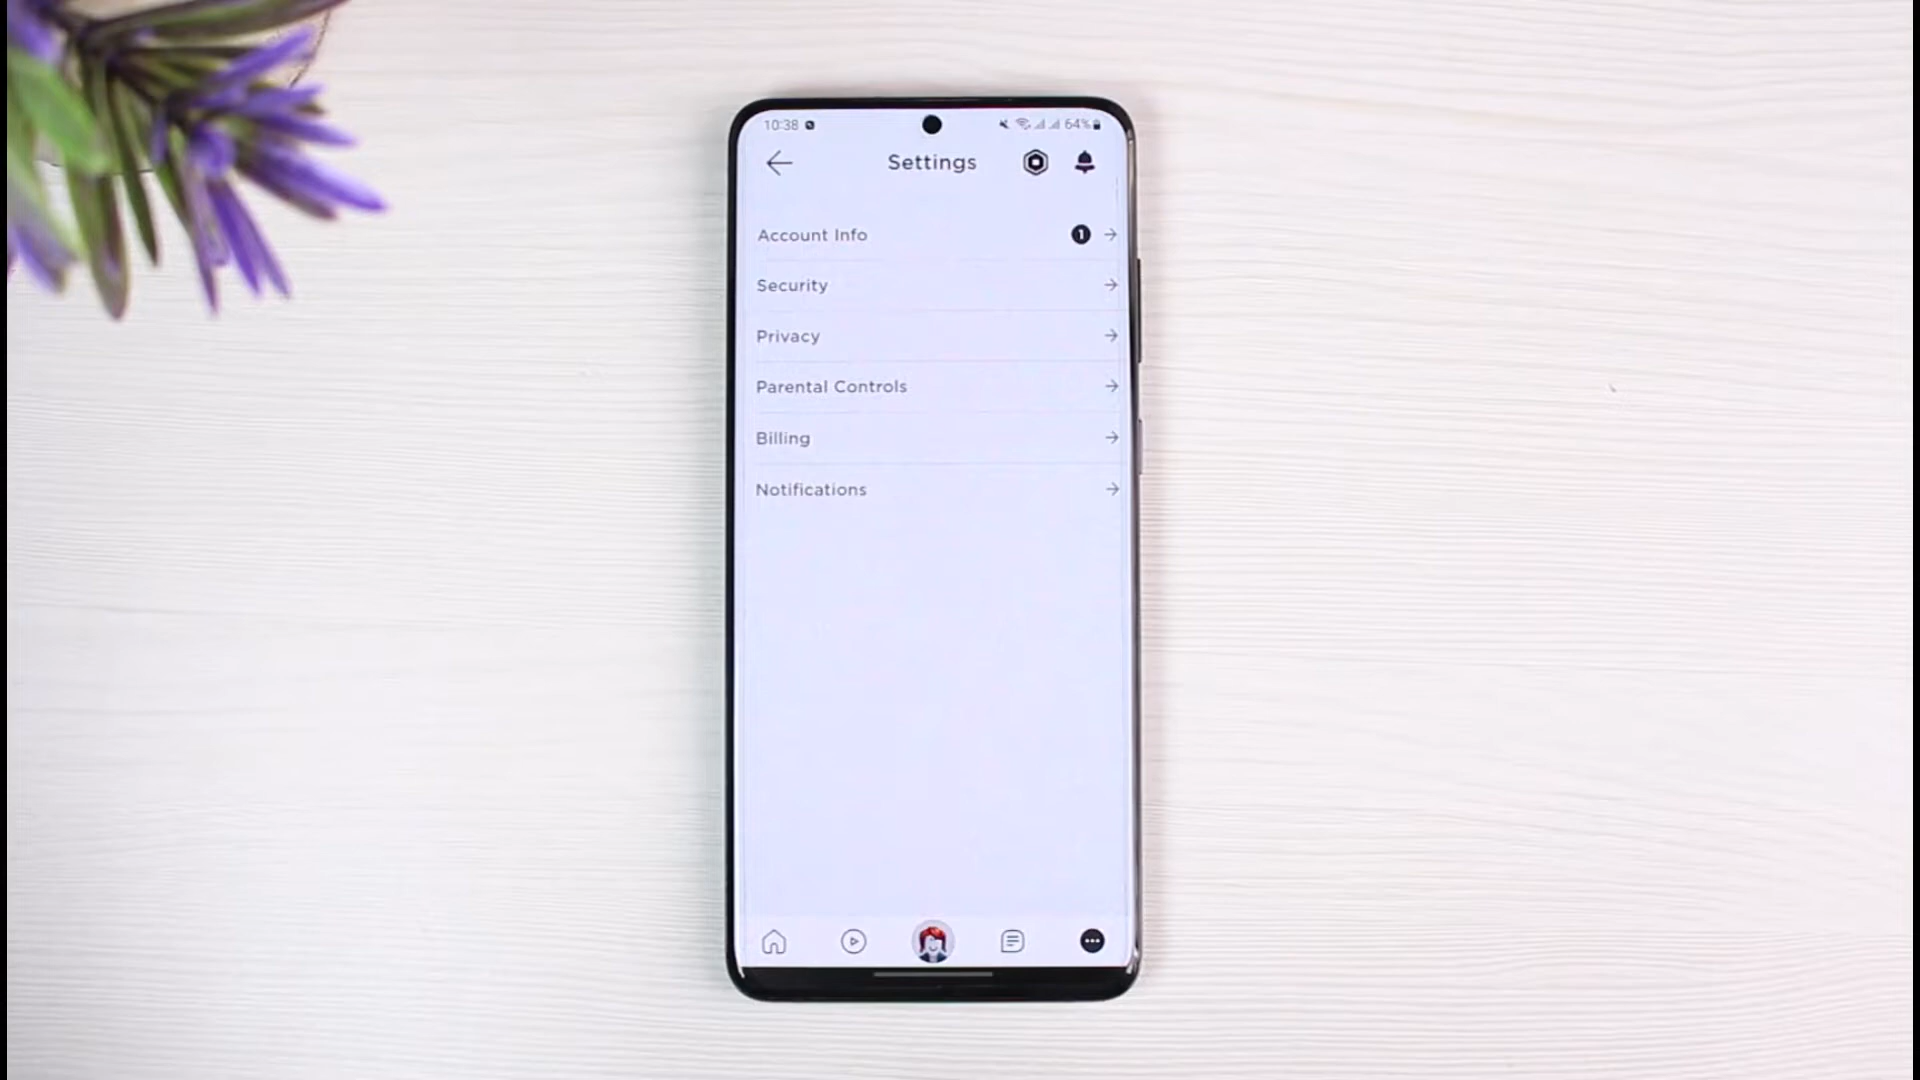 10:38 64%
Settings
Account Info 1
Security
Privacy
Parental Controls
Billing
Notifications